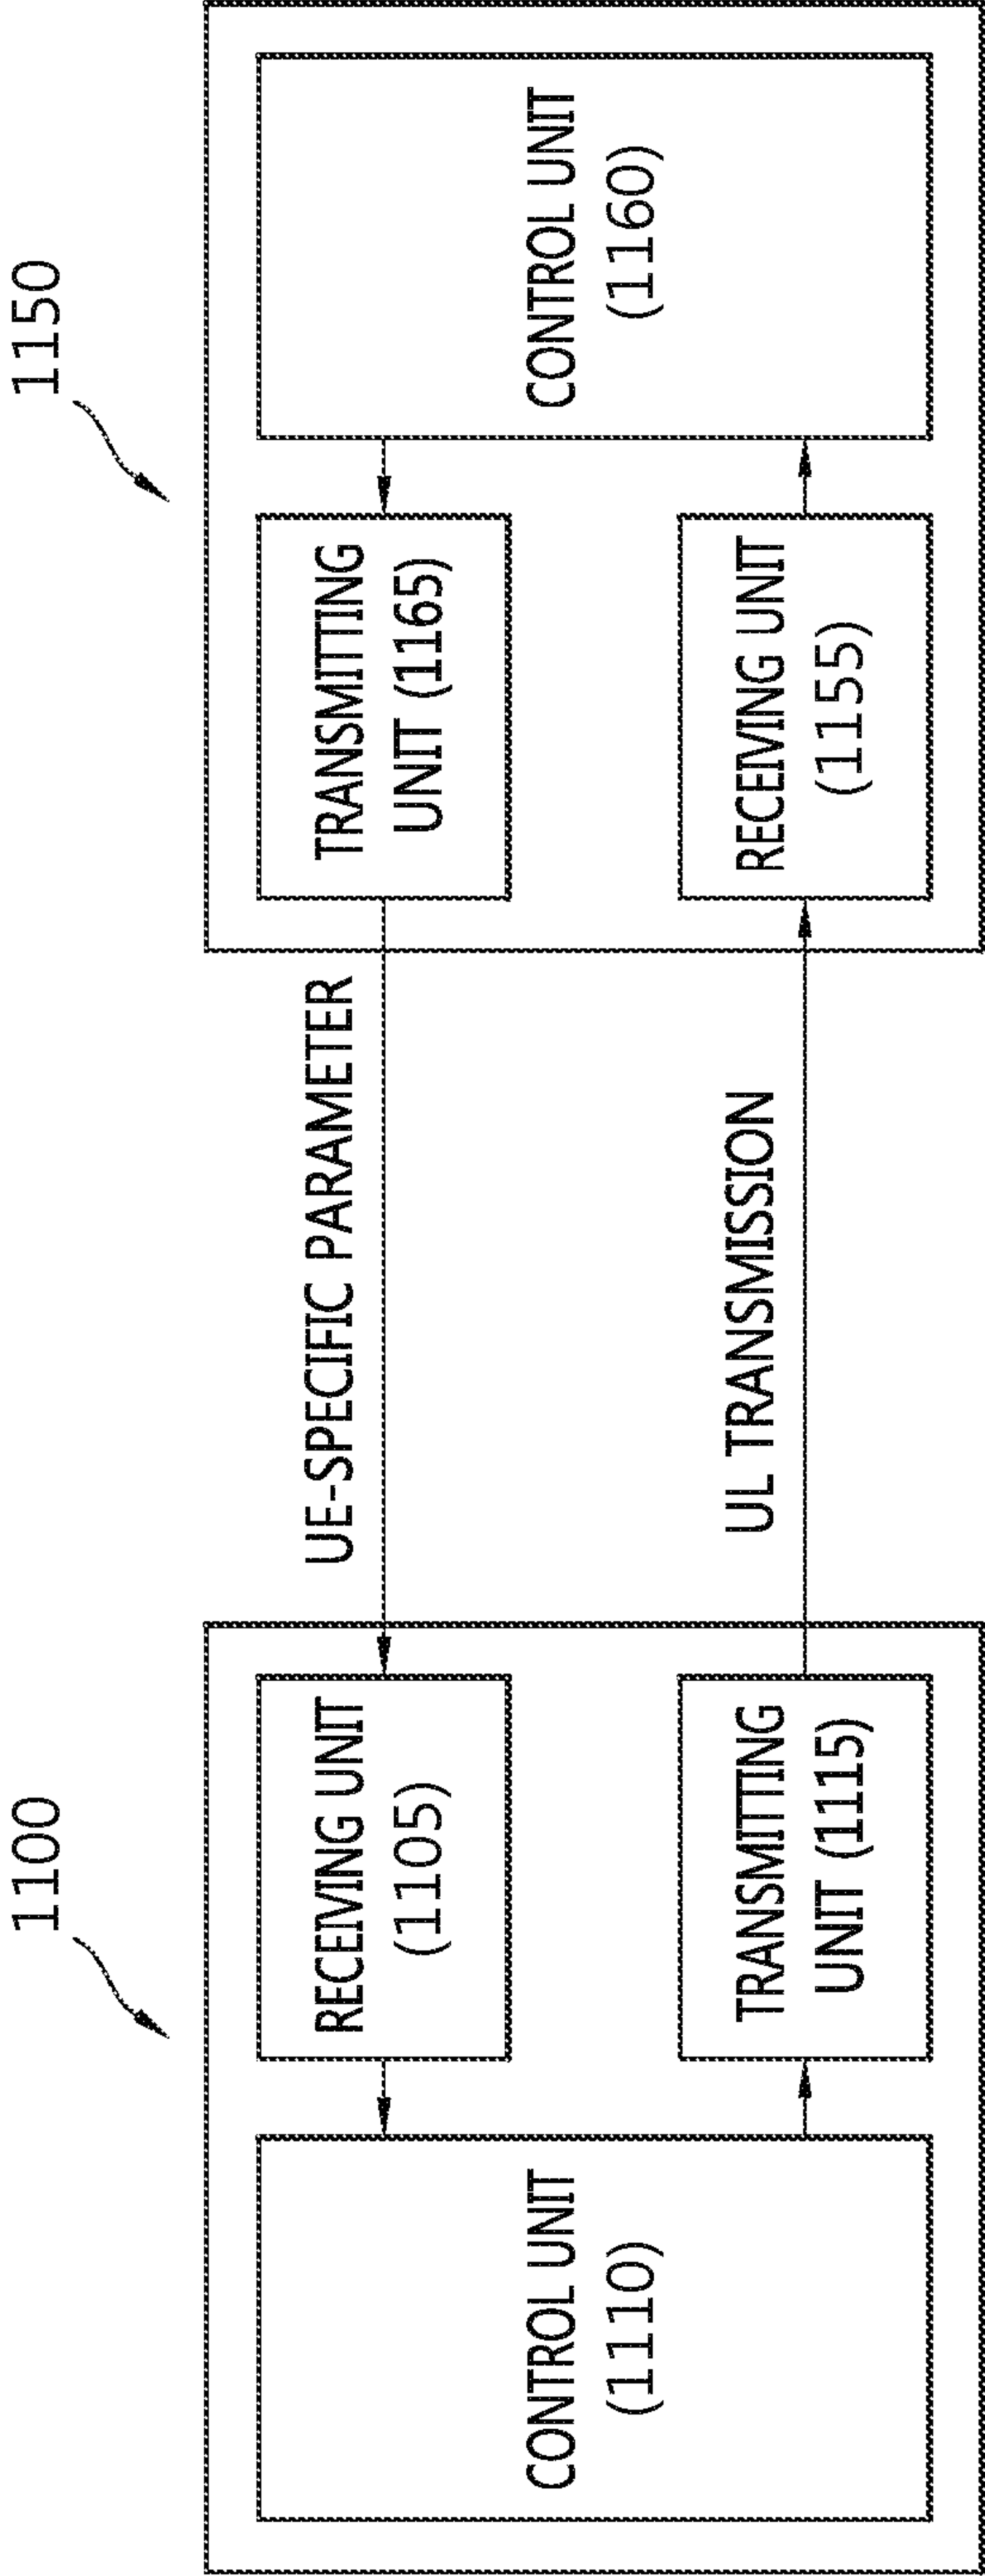 1100
1150
CONTROL UNIT
(1110)
RECEIVING UNIT
(1105)
TRANSMITTING
UNIT (1115)
UE-SPECIFIC PARAMETER
UL TRANSMISSION
TRANSMITTING
UNIT (1165)
RECEIVING UNIT
(1155)
CONTROL UNIT
(1160)